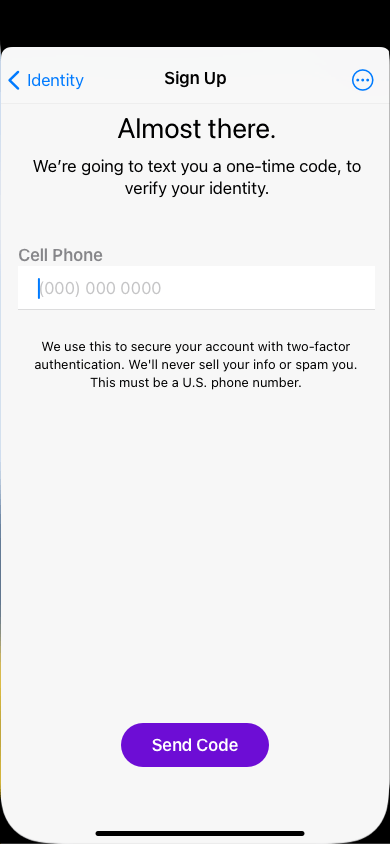 Identity
Sign Up
Almost there.
We’re going to text you a one-time code, to
verify your identity.
Cell Phone
(000) 000 0000
We use this to secure your account with two-factor
authentication. We’ll never sell your info or spam you.
This must be a U.S. phone number.
Send Code